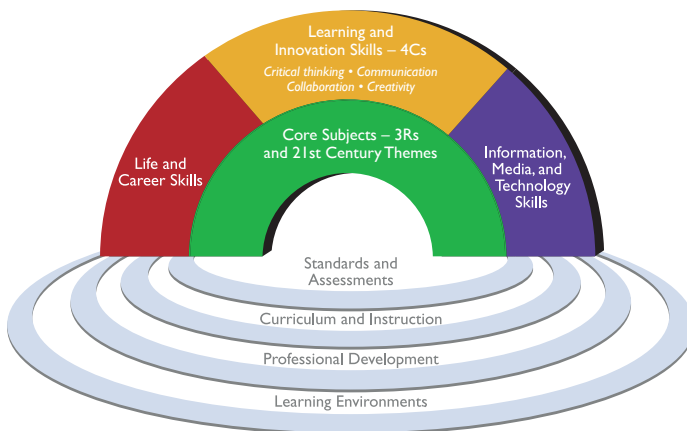 Learning and
Innovation Skills – 4Cs
Critical thinking • Communication
Collaboration • Creativity
Core Subjects – 3Rs
and 21st Century Themes
Life and
Career Skills
Information,
Media, and
Technology
Skills
Standards and
Assessments
Curriculum and Instruction
Professional Development
Learning Environments